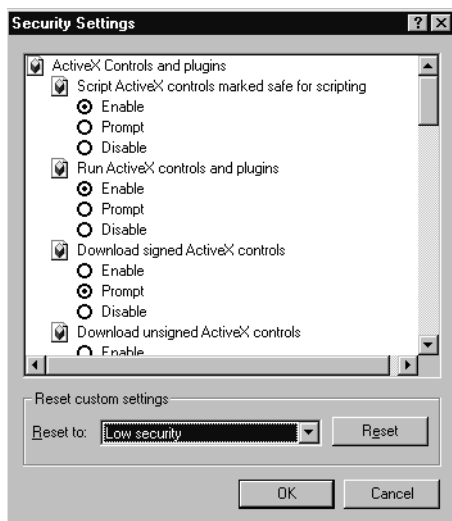 Security Settings
ActiveX Controls and plugins
Script ActiveX controls marked safe for scripting
Enable
Prompt
Disable
Run ActiveX controls and plugins
Enable
Prompt
Disable
Download signed ActiveX controls
Enable
Prompt
Disable
Download unsigned ActiveX controls
Enable
Reset custom settings
Reset to: Low security Reset
OK Cancel